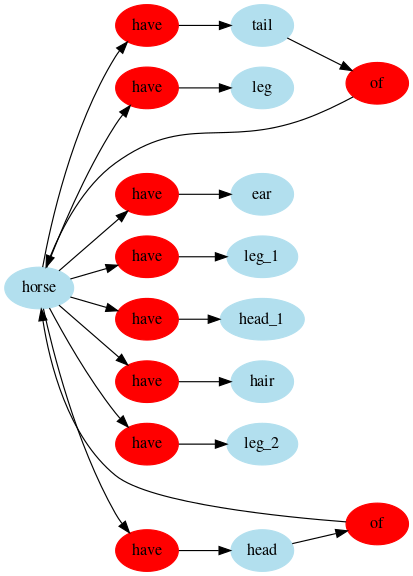 have tail
of
have leg
have ear
have leg_1
horse
have head_1
have hair
have leg_2
of
have head